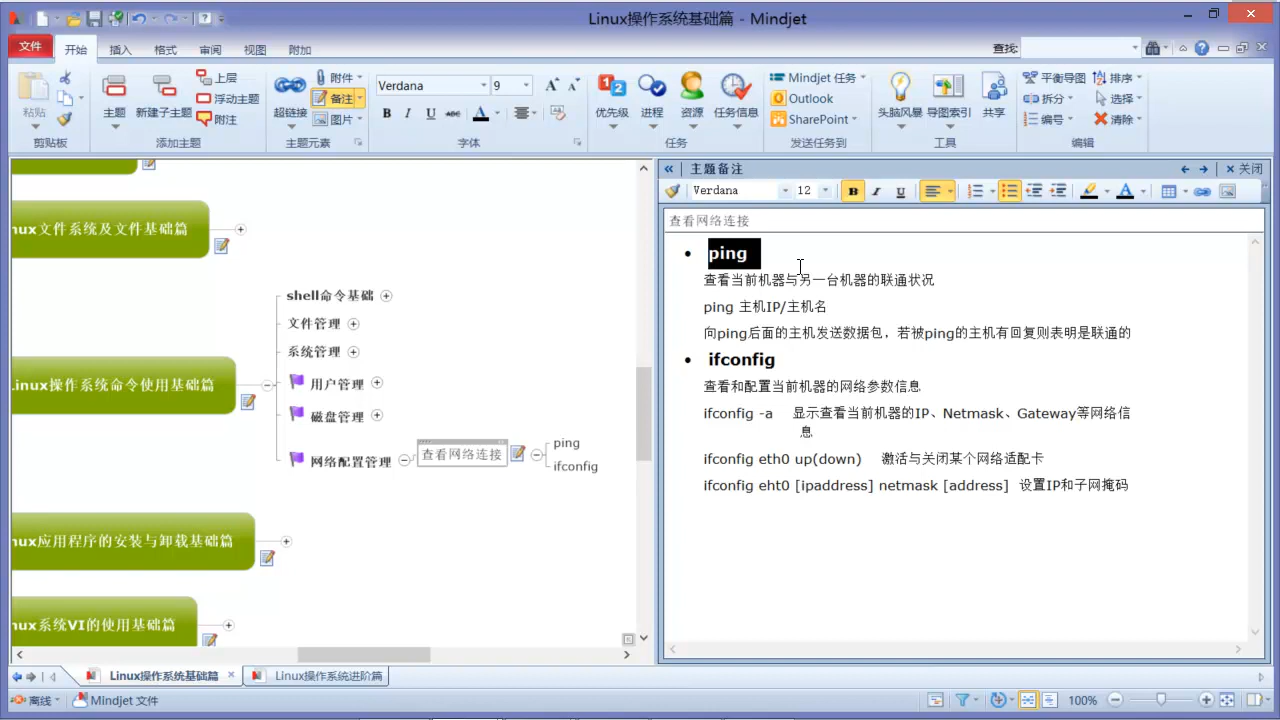 Linux操作系统基础篇 - Mindjet
文件 开始 插入 格式 审阅 视图 附加 查找:
上层 附件 Verdana 9 Mindjet 任务 平衡导图 排序
粘贴 主题 新建子主题 浮动主题 超链接 备注 优先级 进程 资源 任务信息 Outlook 头脑风暴 导图索引 共享 拆分 选择
附注 图片 B I U abc A SharePoint 编号 清除
剪贴板 添加主题 主题元素 字体 任务 发送任务到 工具 编辑
主题备注 关闭
Verdana 12 B I U A
查看网络连接
nux文件系统及文件基础篇
shell命令基础
文件管理
系统管理
Linux操作系统命令使用基础篇
用户管理
磁盘管理
网络配置管理 查看网络连接 ping
ifconfig
nux应用程序的安装与卸载基础篇
nux系统VI的使用基础篇
• ping
查看当前机器与另一台机器的联通状况
ping 主机IP/主机名
向ping后面的主机发送数据包，若被ping的主机有回复则表明是联通的
• ifconfig
查看和配置当前机器的网络参数信息
ifconfig -a 显示查看当前机器的IP、Netmask、Gateway等网络信
息
ifconfig eth0 up(down) 激活与关闭某个网络适配卡
ifconfig eht0 [ipaddress] netmask [address] 设置IP和子网掩码
Linux操作系统基础篇 Linux操作系统进阶篇
离线 Mindjet 文件 100%